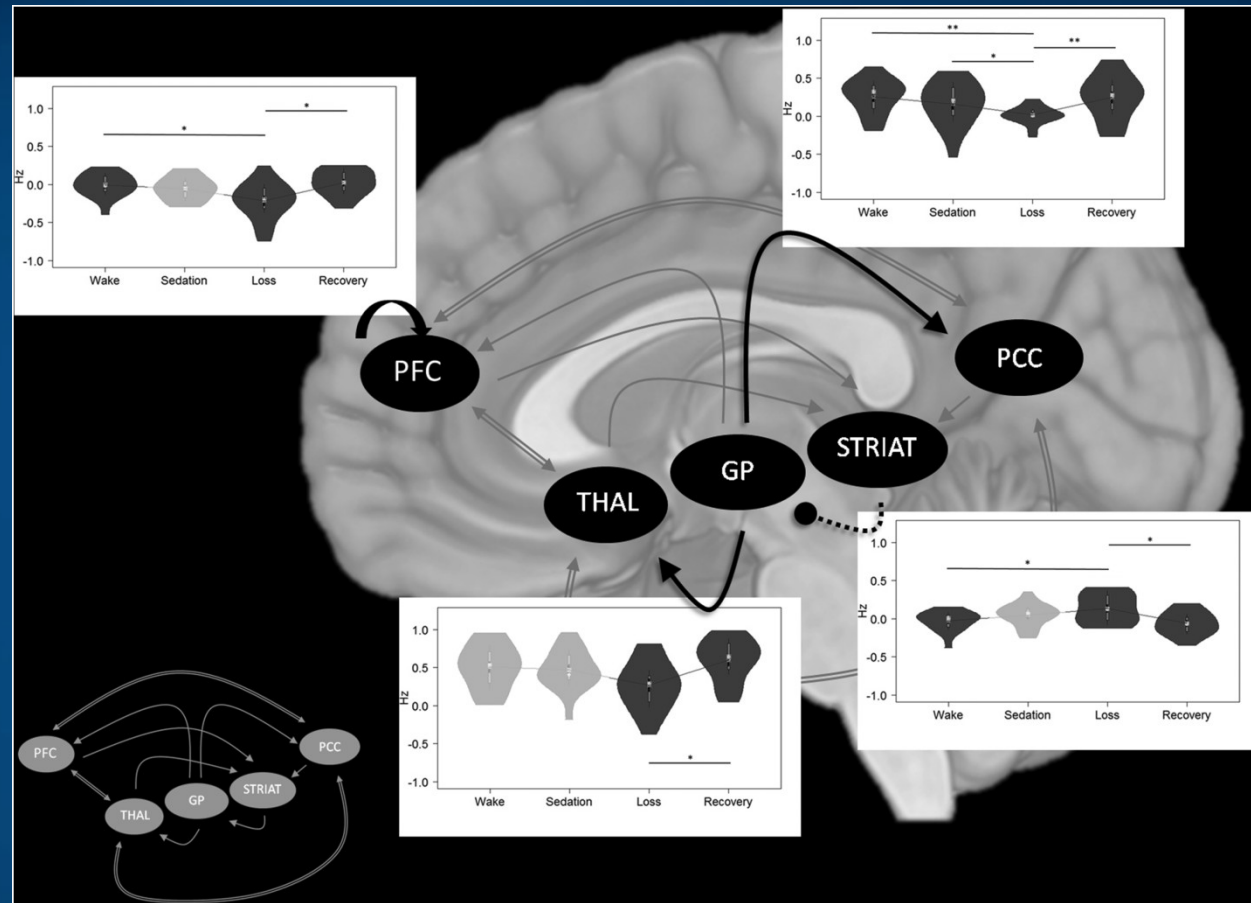 1.0
0.5
0.0
-0.5
-1.0
Hz
* *
Wake Sedation Loss Recovery
1.0
0.5
0.0
-0.5
-1.0
Hz
** * **
Wake Sedation Loss Recovery
PFC
PCC
STRIAT
GP
THAL
1.0
0.5
0.0
-0.5
-1.0
Hz
*
Wake Sedation Loss Recovery
1.0
0.5
0.0
-0.5
-1.0
Hz
* *
Wake Sedation Loss Recovery
PFC
PCC
STRIAT
GP
THAL